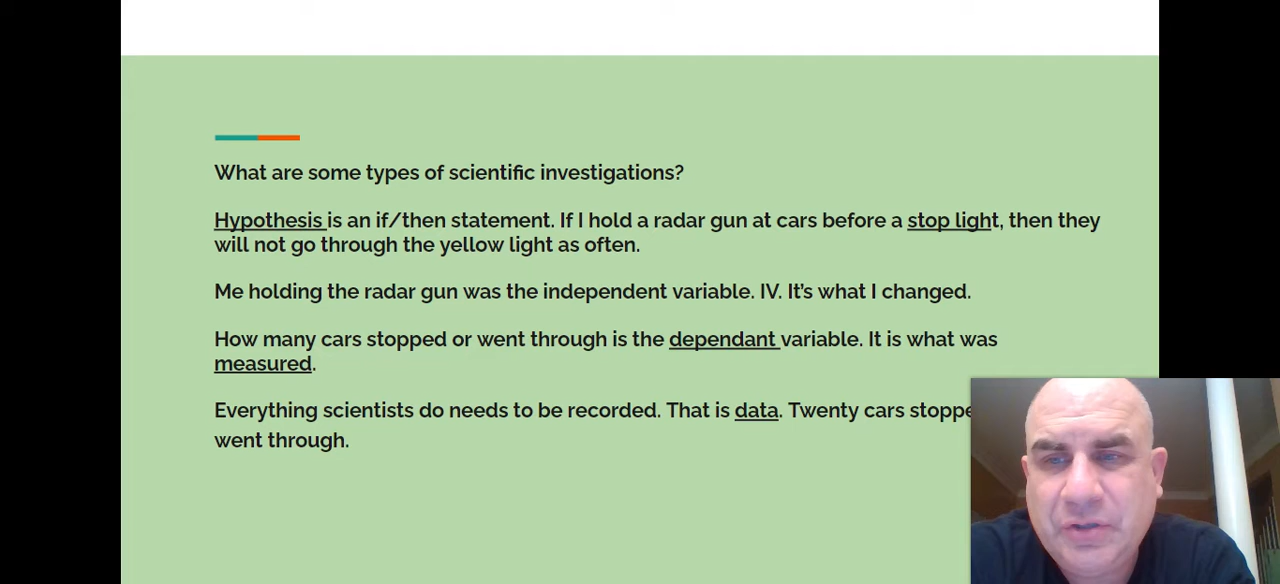 What are some types of scientific investigations?
Hypothesis is an if/then statement. If I hold a radar gun at cars before a stop light, then they
will not go through the yellow light as often.
Me holding the radar gun was the independent variable. IV. It’s what I changed.
How many cars stopped or went through is the dependant variable. It is what was
measured.
Everything scientists do needs to be recorded. That is data. Twenty cars
went through.